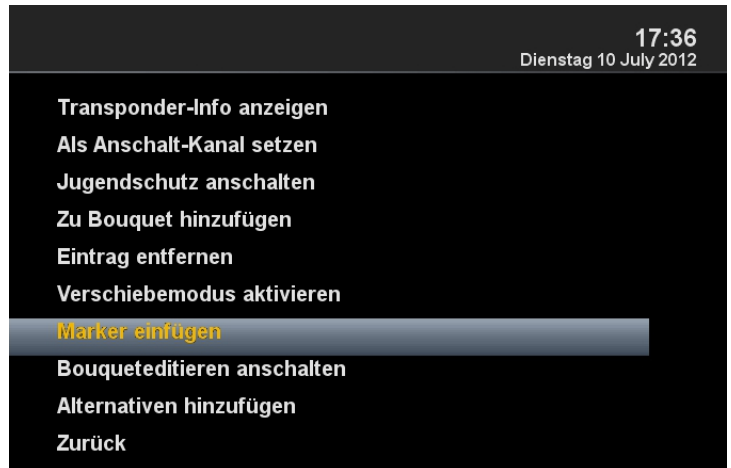 17:36
Dienstag 10 July 2012
Transponder-Info anzeigen
Als Anschalt-Kanal setzen
Jugendschutz anschalten
Zu Bouquet hinzufügen
Eintrag entfernen
Verschiebemodus aktivieren
Marker einfügen
Bouqueteditieren anschalten
Alternativen hinzufügen
Zurück